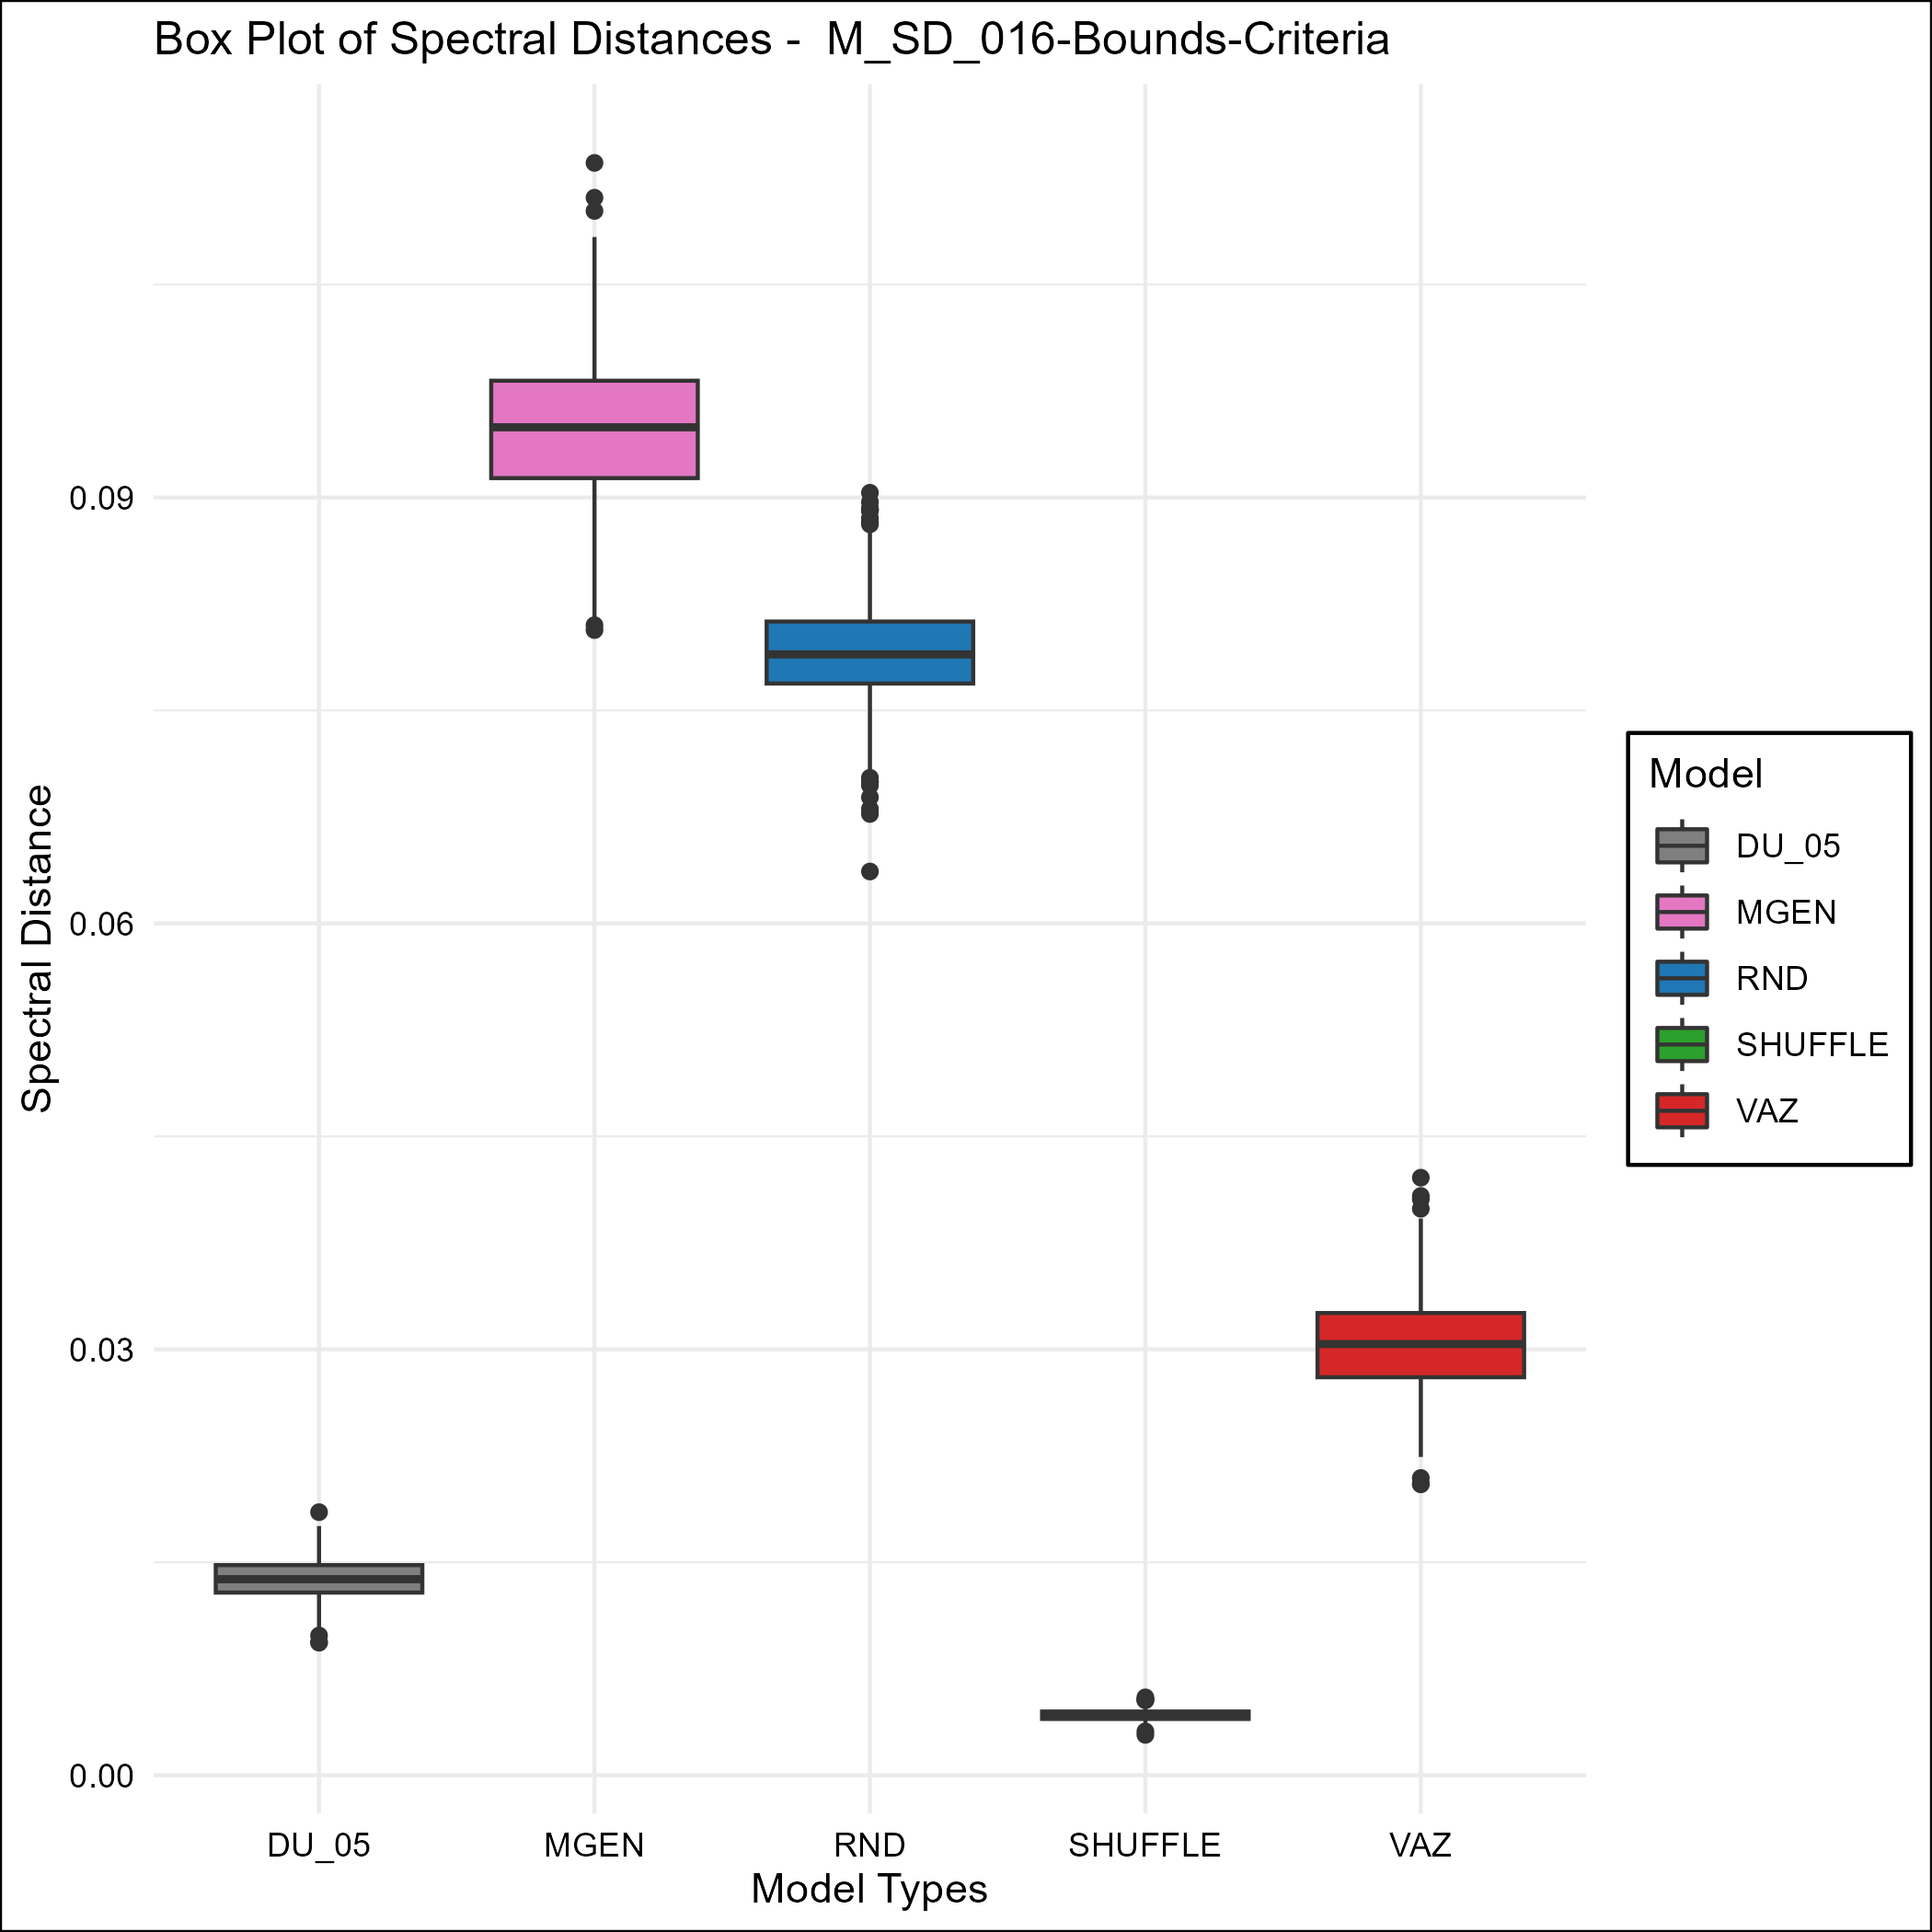 Box Plot of Spectral Distances -  M_SD_016-Bounds-Criteria
Spectral Distance
0.09
0.06
0.03
0.00
DU_05
MGEN
RND
SHUFFLE
VAZ
Model Types
Model
DU_05
MGEN
RND
SHUFFLE
VAZ